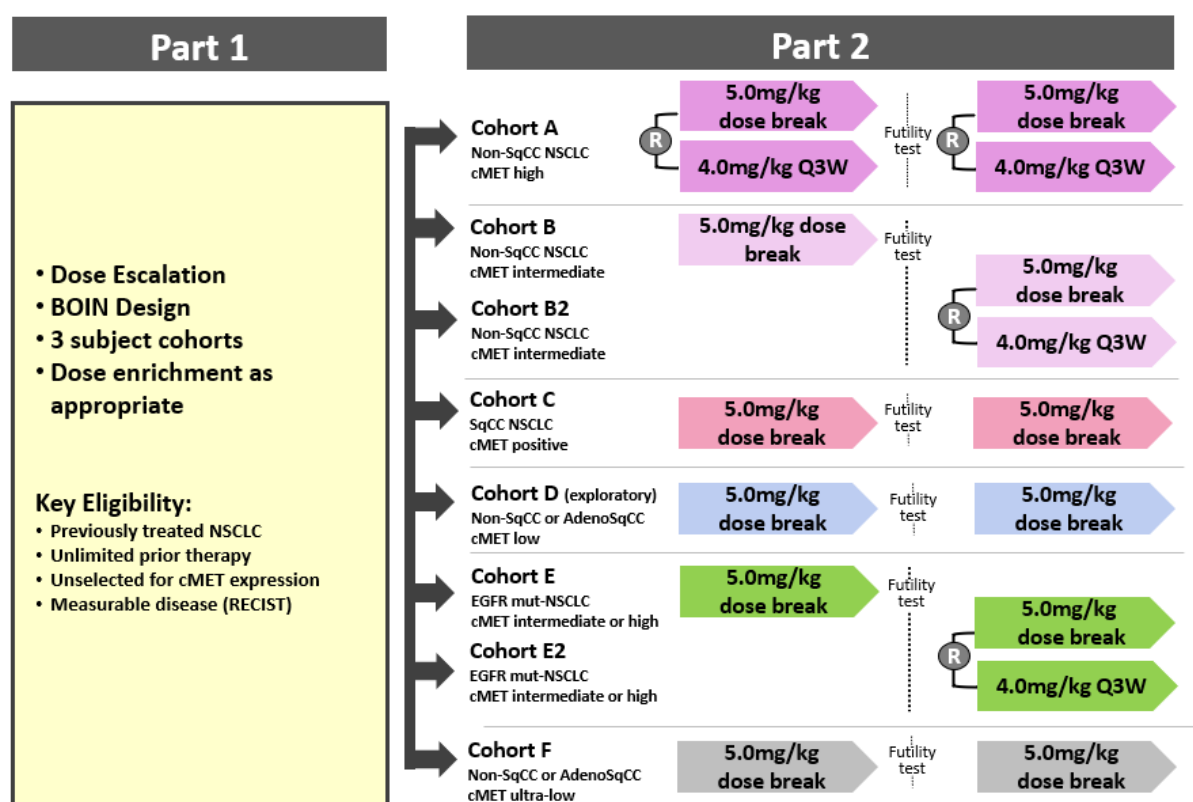 Part 1
Part 2
• Dose Escalation
• BOIN Design
• 3 subject cohorts
• Dose enrichment as
appropriate
Key Eligibility:
• Previously treated NSCLC
• Unlimited prior therapy
• Unselected for cMET expression
• Measurable disease (RECIST)
Cohort A
Non-SqCC NSCLC
cMET high
R
5.0mg/kg
dose break
4.0mg/kg Q3W
Futility
test
R
5.0mg/kg
dose break
4.0mg/kg Q3W
Cohort B
Non-SqCC NSCLC
cMET intermediate
5.0mg/kg dose
break
Futility
test
Cohort B2
Non-SqCC NSCLC
cMET intermediate
R
5.0mg/kg
dose break
4.0mg/kg Q3W
Cohort C
SqCC NSCLC
cMET positive
5.0mg/kg
dose break
Futility
test
5.0mg/kg
dose break
Cohort D (exploratory)
Non-SqCC or AdenoSqCC
cMET low
5.0mg/kg
dose break
Futility
test
5.0mg/kg
dose break
Cohort E
EGFR mut-NSCLC
cMET intermediate or high
5.0mg/kg
dose break
Futility
test
Cohort E2
EGFR mut-NSCLC
cMET intermediate or high
R
5.0mg/kg
dose break
4.0mg/kg Q3W
Cohort F
Non-SqCC or AdenoSqCC
cMET ultra-low
5.0mg/kg
dose break
Futility
test
5.0mg/kg
dose break